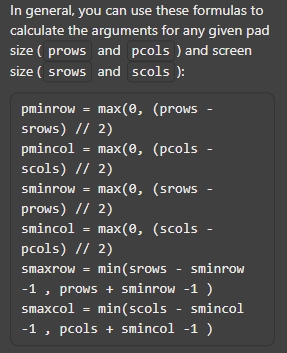 In general, you can use these formulas to
calculate the arguments for any given pad
size ( prows and pcols ) and screen
size ( srows and scols ):
pminrow = max(0, (prows -
srows) // 2)
pmincol = max(0, (pcols -
scols) // 2)
sminrow = max(0, (srows -
prows) // 2)
smincol = max(0, (scols -
pcols) // 2)
smaxrow = min(srows - sminrow
-1 , prows + sminrow -1 )
smaxcol = min(scols - smincol
-1 , pcols + smincol -1 )